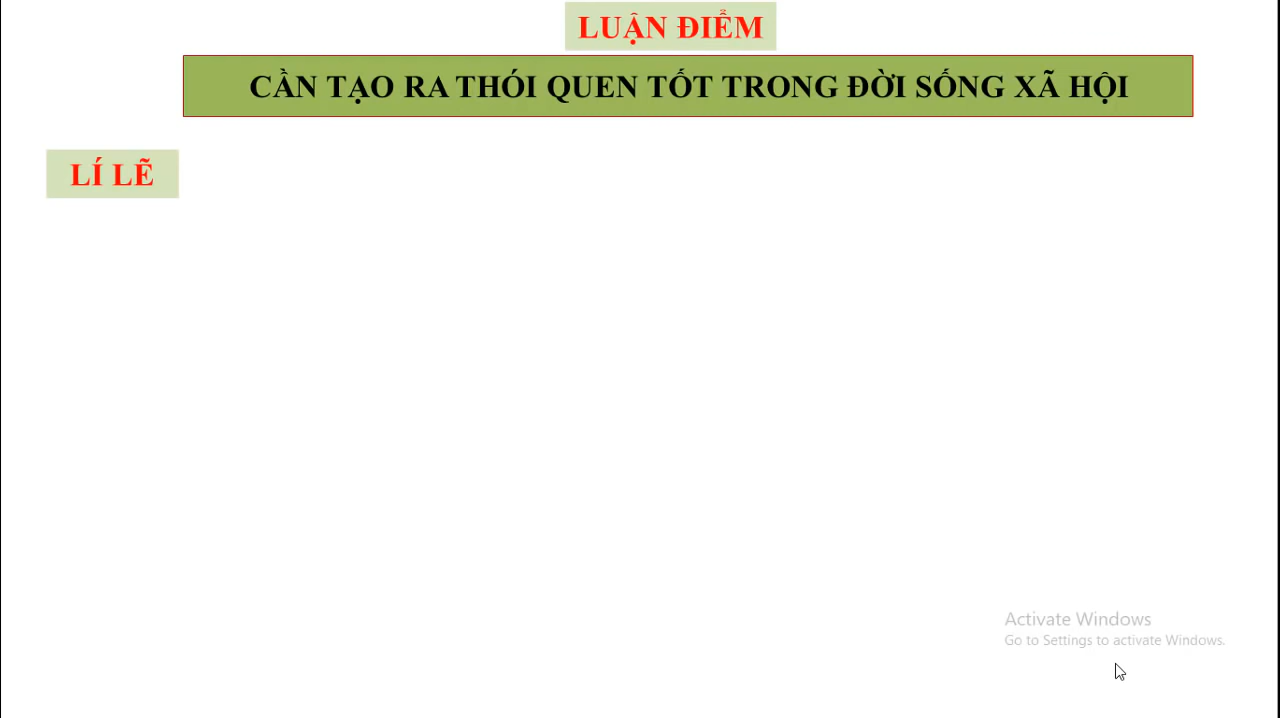 LUẬN ĐIỂM
CẦN TẠO RA THÓI QUEN TỐT TRONG ĐỜI SỐNG XÃ HỘI
LÍ LẼ
Activate Windows
Go to Settings to activate Windows.